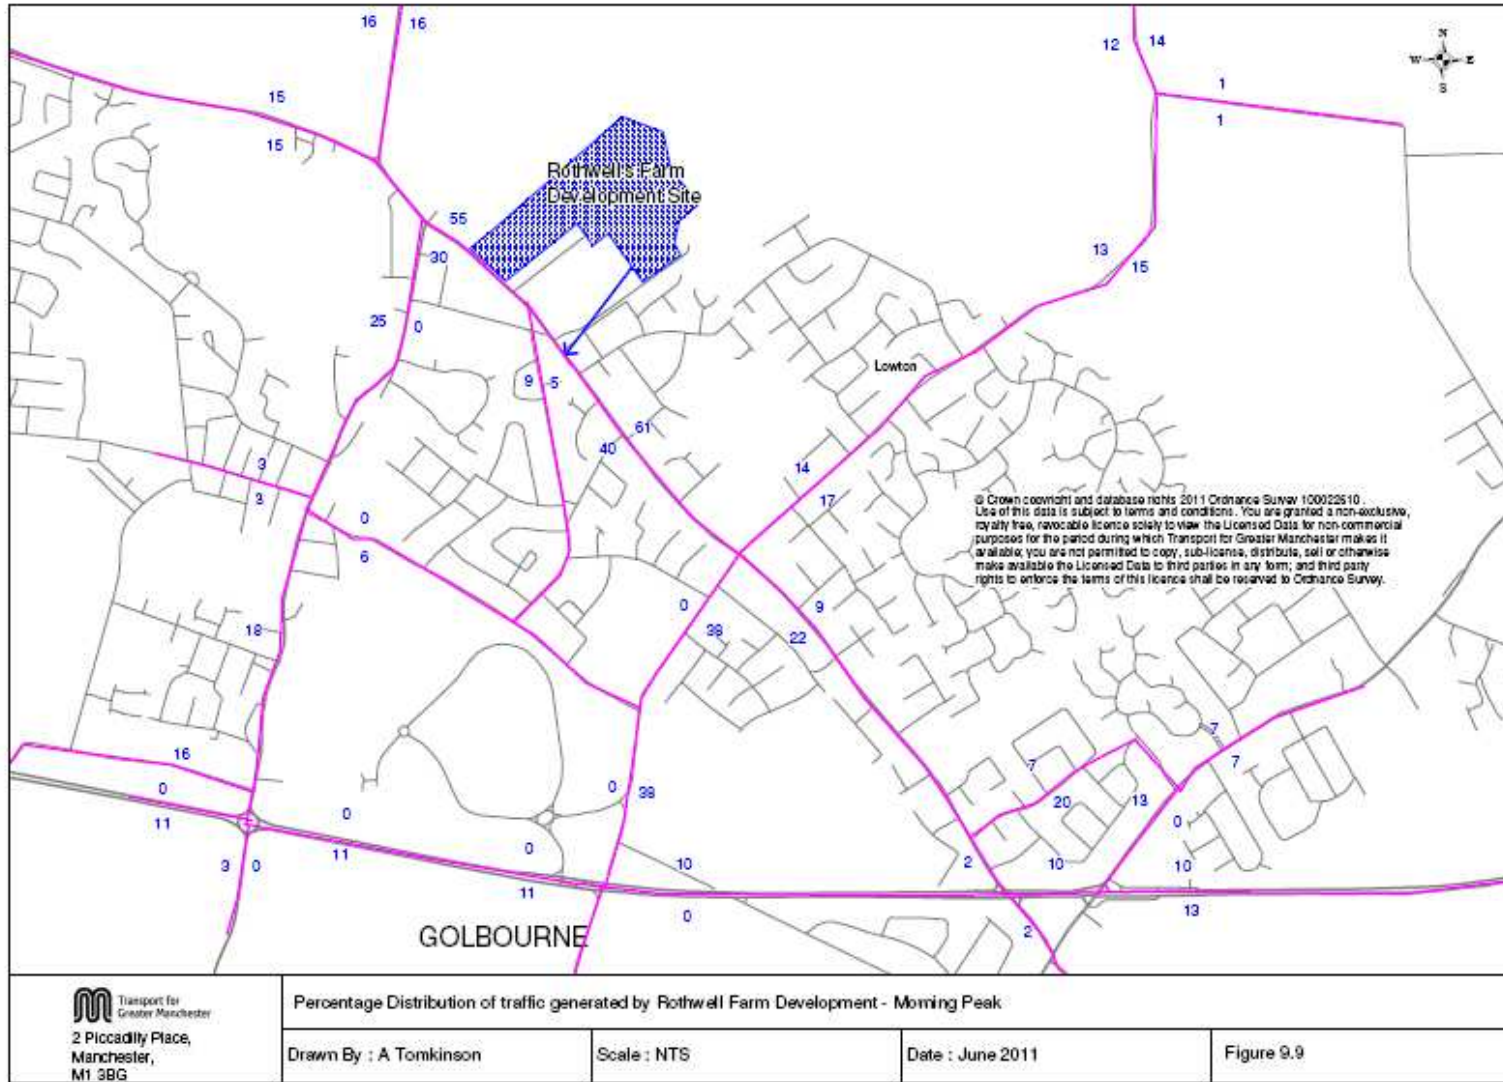 16
16
12
14
N
W
E
S
1
1
15
15
Rothwell's Farm
Development Site
55
30
13
15
25
0
Lowton
9
5
61
40
14
17
3
3
0
6
© Crown copyright and database rights 2011 Ordnance Survey 100022610.
Use of this data is subject to terms and conditions. You are granted a non-exclusive,
royalty free, revocable licence solely to view the Licensed Data for non-commercial
purposes for the period during which Transport for Greater Manchester makes it
available; you are not permitted to copy, sub-license, distribute, sell or otherwise
make available the Licensed Data to third parties in any form; and third party
rights to enforce the terms of this licence shall be reserved to Ordnance Survey.
0
38
9
22
18
16
0
11
0
11
0
38
7
7
7
20
13
0
3
0
0
11
10
0
2
10
10
13
2
GOLBOURNE
Transport for
Greater Manchester
2 Piccadilly Place,
Manchester,
M1 3BG
Percentage Distribution of traffic generated by Rothwell Farm Development - Morning Peak
Drawn By : A Tomkinson
Scale : NTS
Date : June 2011
Figure 9.9